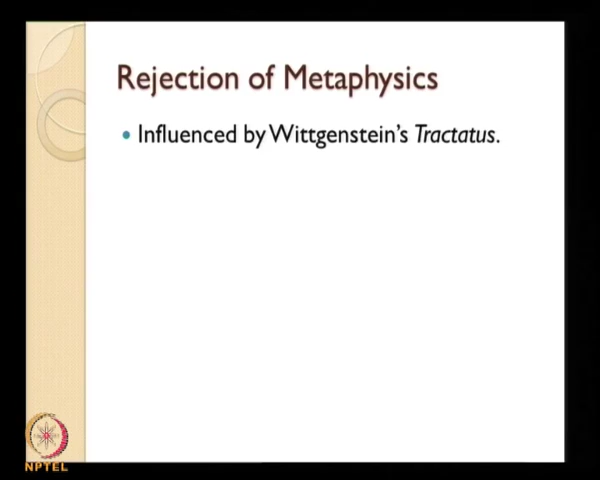 Rejection of Metaphysics
• Influenced by Wittgenstein's Tractatus.
NPTEL